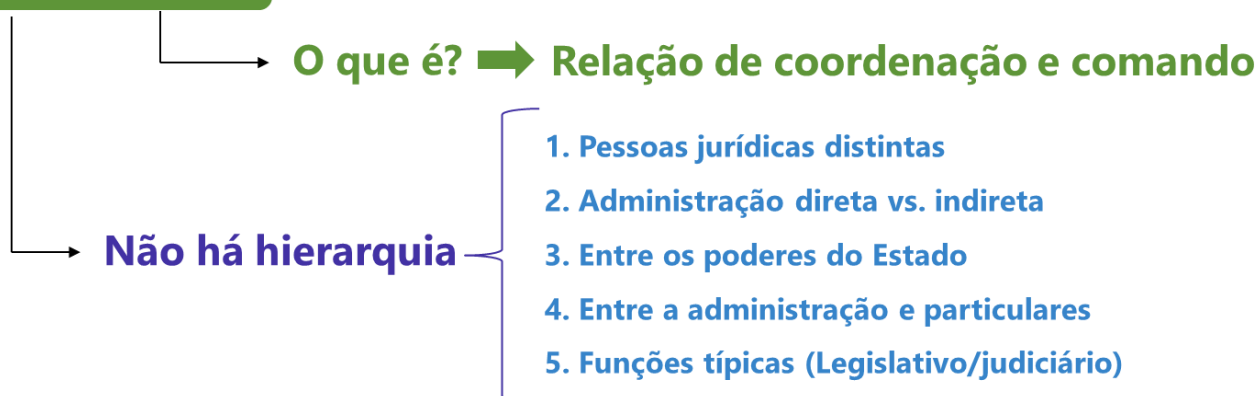 O que é? Relação de coordenação e comando
1. Pessoas jurídicas distintas
2. Administração direta vs. indireta
Não há hierarquia
3. Entre os poderes do Estado
4. Entre a administração e particulares
5. Funções típicas (Legislativo/judiciário)